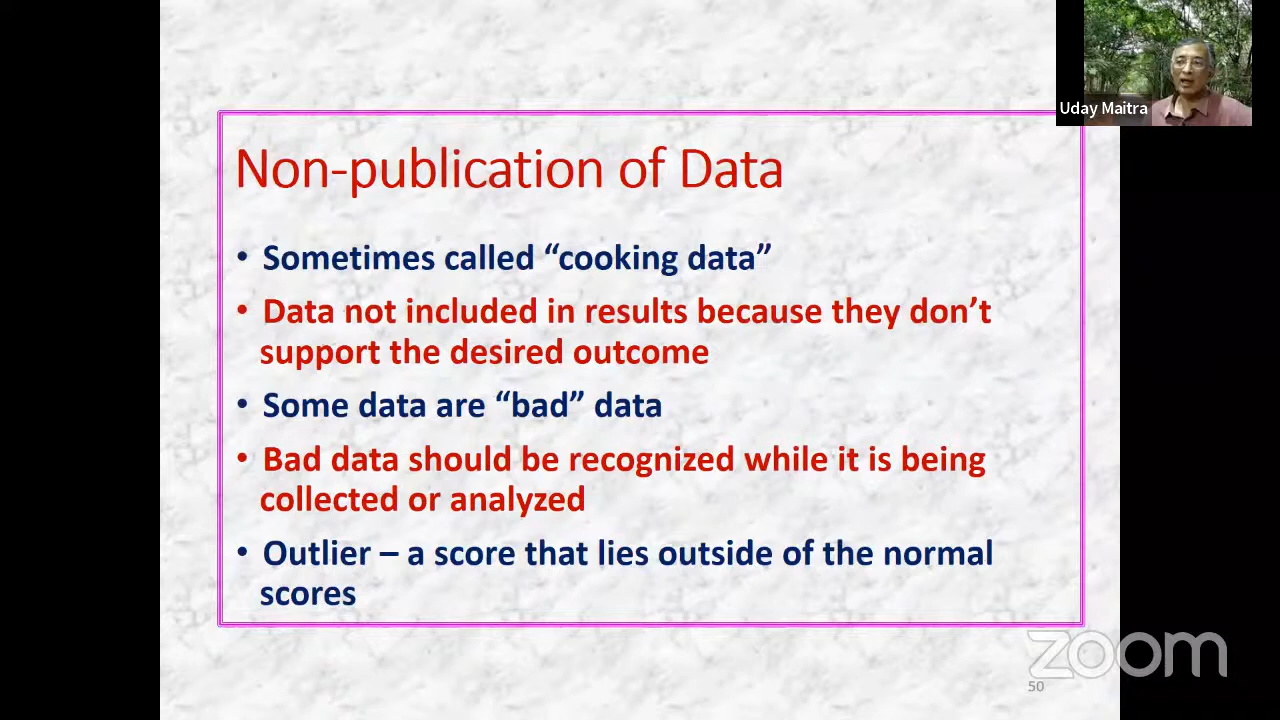 Uday Maitra
Non-publication of Data
• Sometimes called “cooking data”
• Data not included in results because they don’t
support the desired outcome
• Some data are “bad” data
• Bad data should be recognized while it is being
collected or analyzed
• Outlier – a score that lies outside of the normal
scores
zoom
50